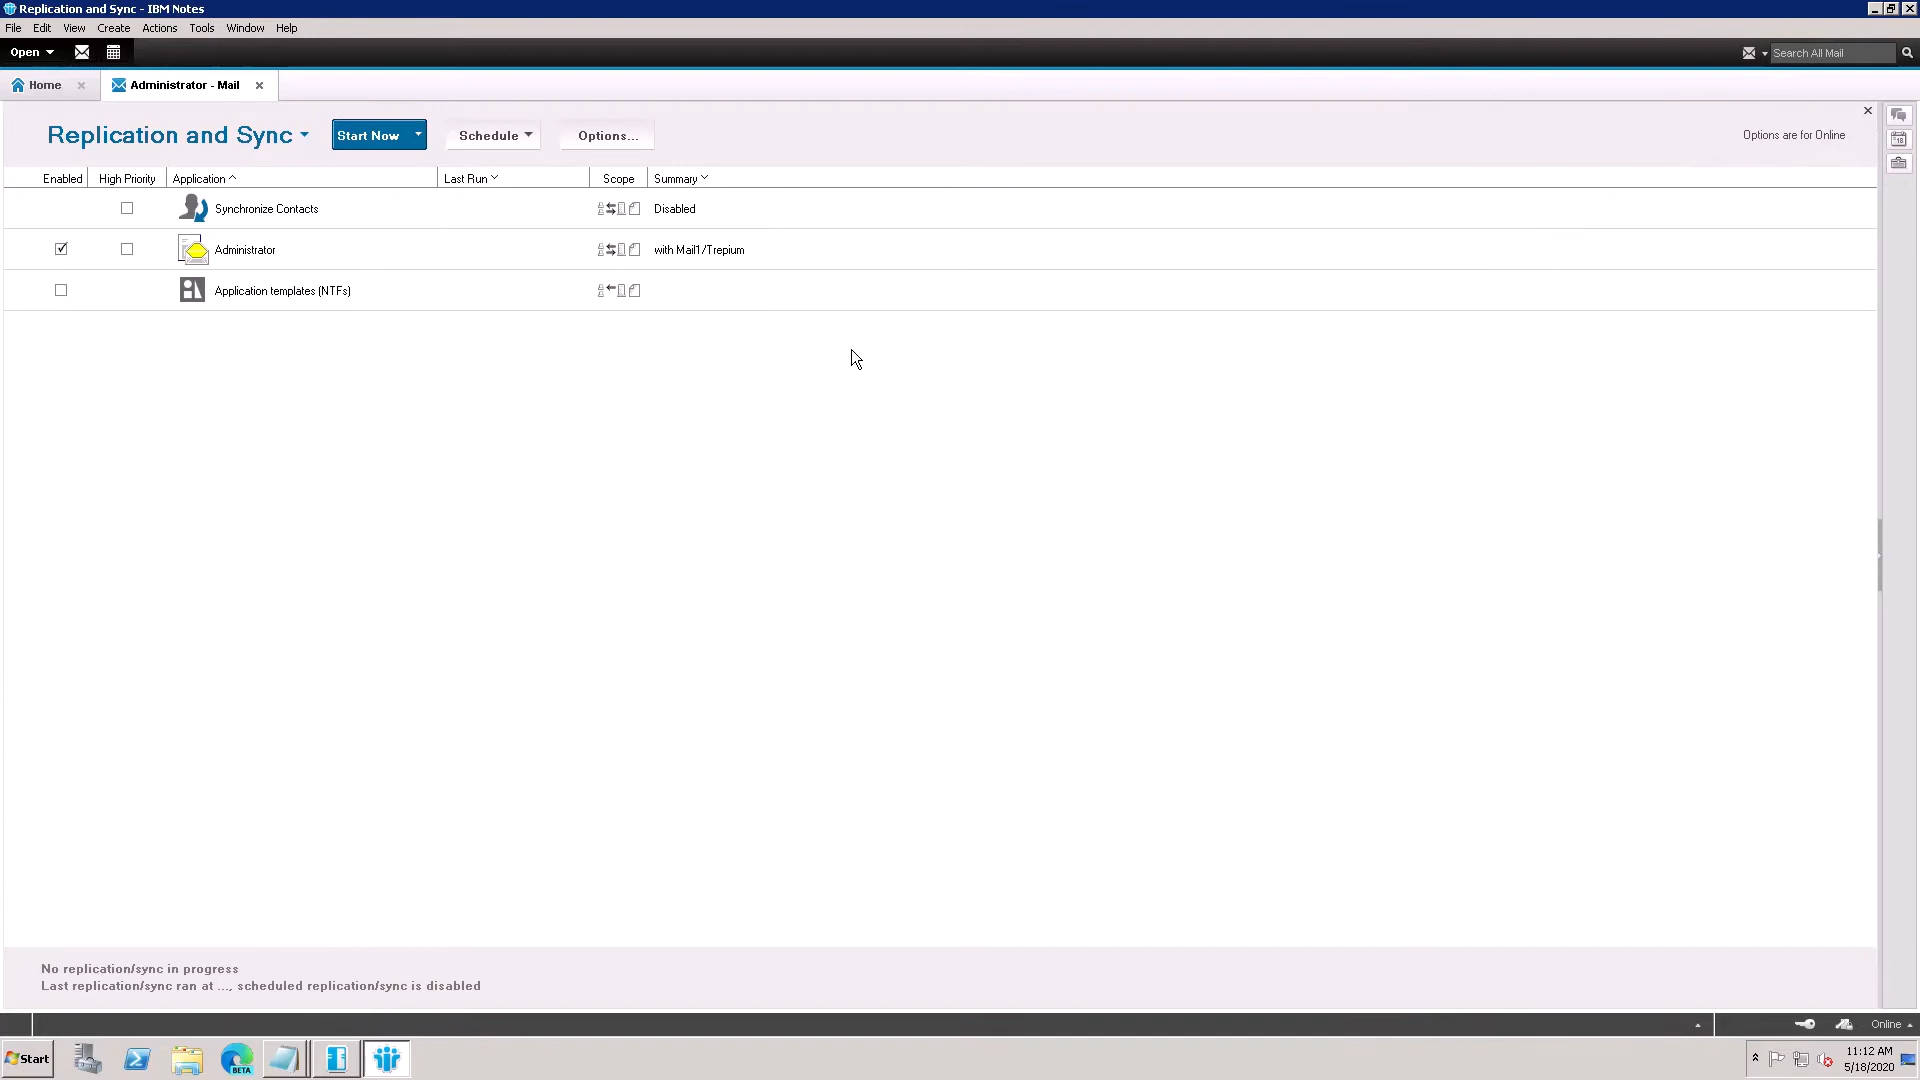 Replication and Sync - IBM Notes
File Edit View Create Actions Tools Window Help
Open Search All Mail
Home Administrator - Mail
Replication and Sync Start Now Schedule Options... Options are for Online
Enabled High Priority Application Last Run Scope Summary
Synchronize Contacts Disabled
Administrator with Mail1/Trepium
Application templates (NTFs)
No replication/sync in progress
Last replication/sync ran at ..., scheduled replication/sync is disabled
Online
Start BETA 11:12 AM
5/18/2020